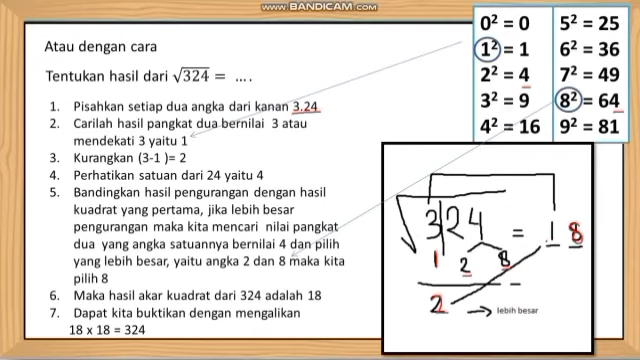 www.BANDICAM.com
Atau dengan cara
Tentukan hasil dari √324 = ….
1. Pisahkan setiap dua angka dari kanan 3.24
2. Carilah hasil pangkat dua bernilai 3 atau
mendekati 3 yaitu 1
3. Kurangkan (3-1 )= 2
4. Perhatikan satuan dari 24 yaitu 4
5. Bandingkan hasil pengurangan dengan hasil
kuadrat yang pertama, jika lebih besar
pengurangan maka kita mencari nilai pangkat
dua yang angka satuannya bernilai 4 dan pilih
yang lebih besar, yaitu angka 2 dan 8 maka kita
pilih 8
6. Maka hasil akar kuadrat dari 324 adalah 18
7. Dapat kita buktikan dengan mengalikan
18 x 18 = 324
0² = 0 5² = 25
1² = 1 6² = 36
2² = 4 7² = 49
3² = 9 8² = 64
4² = 16 9² = 81
√3|24 = 1 8
1 2 8
2 → lebih besar